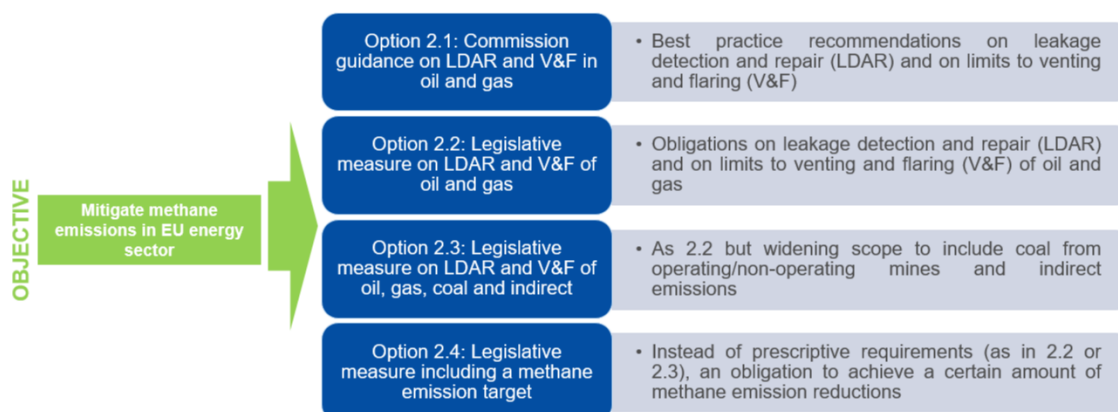 OBJECTIVE
Mitigate methane
emissions in EU energy
sector
Option 2.1: Commission
guidance on LDAR and V&F in
oil and gas
• Best practice recommendations on leakage
detection and repair (LDAR) and on limits to venting
and flaring (V&F)
Option 2.2: Legislative
measure on LDAR and V&F of
oil and gas
• Obligations on leakage detection and repair (LDAR)
and on limits to venting and flaring (V&F) of oil and
gas
Option 2.3: Legislative
measure on LDAR and V&F of
oil, gas, coal and indirect
• As 2.2 but widening scope to include coal from
operating/non-operating mines and indirect
emissions
Option 2.4: Legislative
measure including a methane
emission target
• Instead of prescriptive requirements (as in 2.2 or
2.3), an obligation to achieve a certain amount of
methane emission reductions